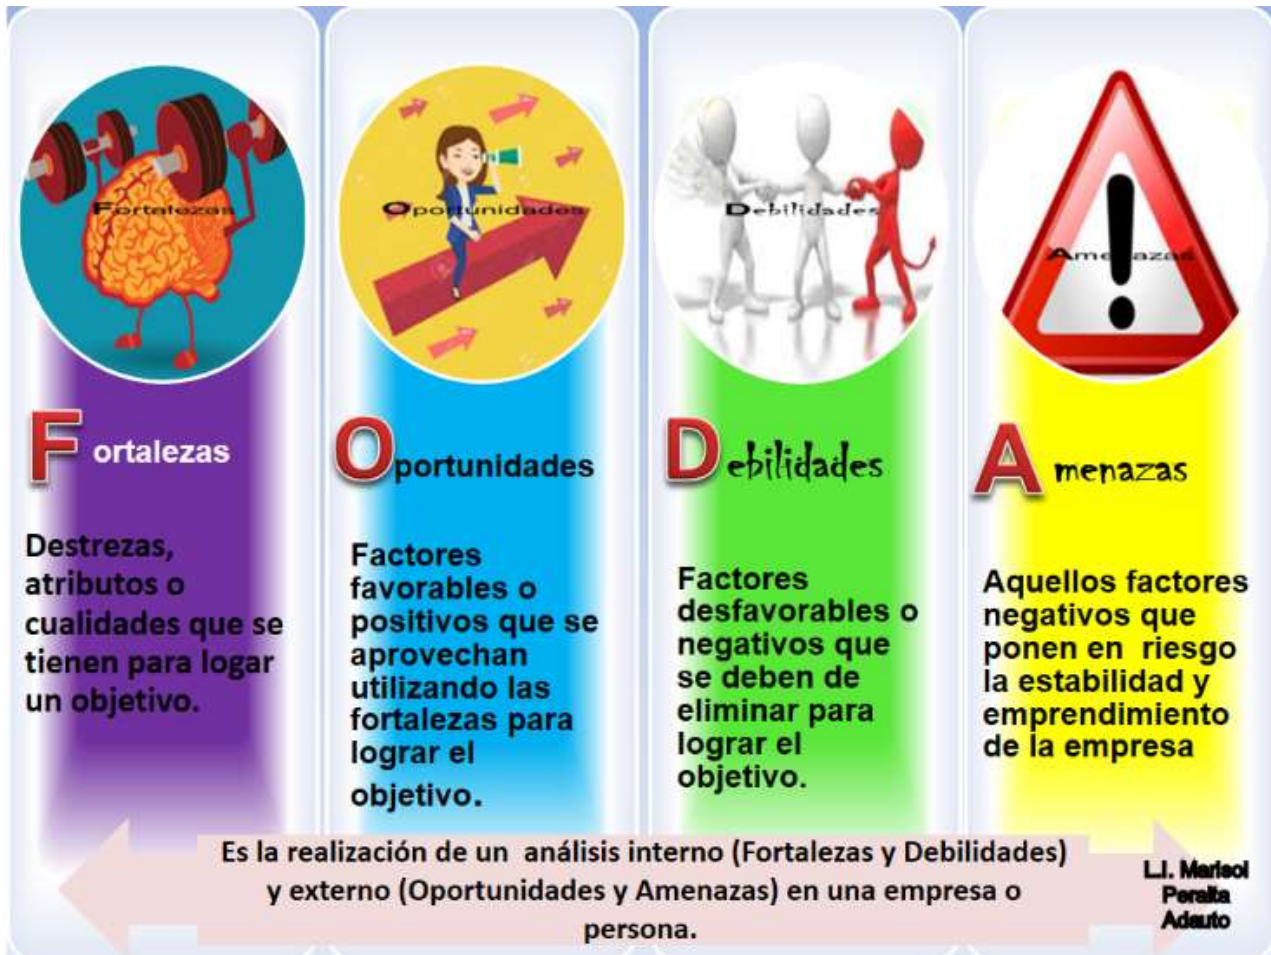 Fortalezas
Oportunidades
Debilidades
Amenazas
Fortalezas
Destrezas,
atributos o
cualidades que se
tienen para logar
un objetivo.
Oportunidades
Factores
favorables o
positivos que se
aprovechan
utilizando las
fortalezas para
lograr el
objetivo.
Debilidades
Factores
desfavorables o
negativos que
se deben de
eliminar para
lograr el
objetivo.
Amenazas
Aquellos factores
negativos que
ponen en riesgo
la estabilidad y
emprendimiento
de la empresa
Es la realización de un análisis interno (Fortalezas y Debilidades)
y externo (Oportunidades y Amenazas) en una empresa o
persona.
L.I. Marisol
Peralta
Adauto